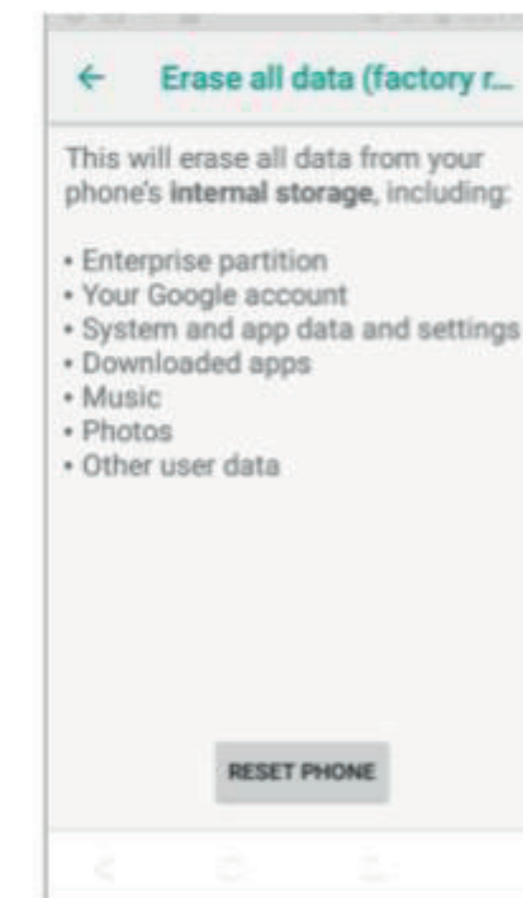 Erase all data (factory r...
This will erase all data from your
phone's internal storage, including:
• Enterprise partition
• Your Google account
• System and app data and settings
• Downloaded apps
• Music
• Photos
• Other user data
RESET PHONE